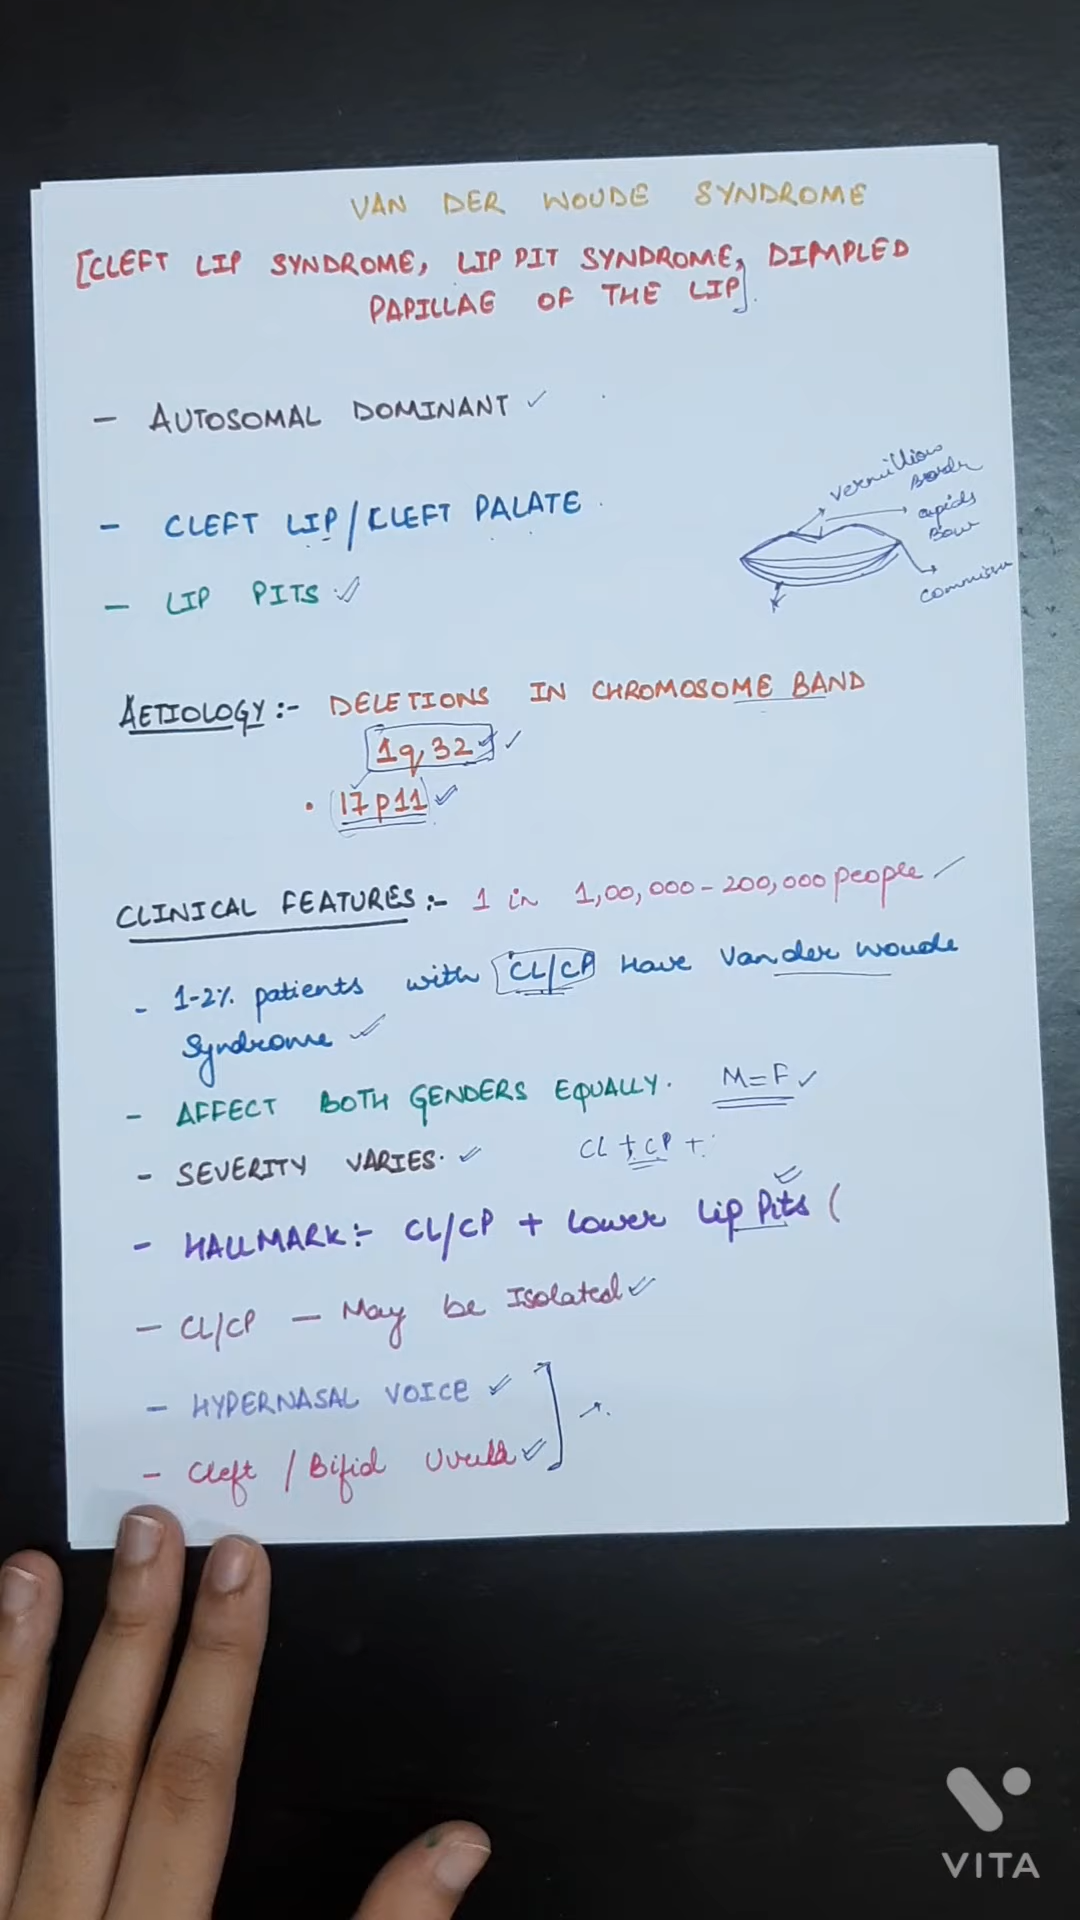 VAN DER WOUDE SYNDROME
[CLEFT LIP SYNDROME, LIP PIT SYNDROME, DIMPLED
PAPILLAE OF THE LIP].
- AUTOSOMAL DOMINANT ✓
vermillion
Border
- CLEFT LIP/CLEFT PALATE
cupids
Bow
commissu
- LIP PITS ✓
AETIOLOGY:- DELETIONS IN CHROMOSOME BAND
1q32 ✓ ✓
• 17p11 ✓
CLINICAL FEATURES:- 1 in 1,00,000-200,000 people ✓
- 1-2% patients with CL/CP Have Van der woude
Syndrome ✓
- AFFECT BOTH GENDERS EQUALLY. M=F ✓
- SEVERITY VARIES. ✓ CL + CP +
- HALLMARK:- CL/CP + lower lip Pits ✓ (
- CL/CP - May be Isolated ✓
- HYPERNASAL VOICE ✓
- Cleft / Bifid Uvula ✓
VITA